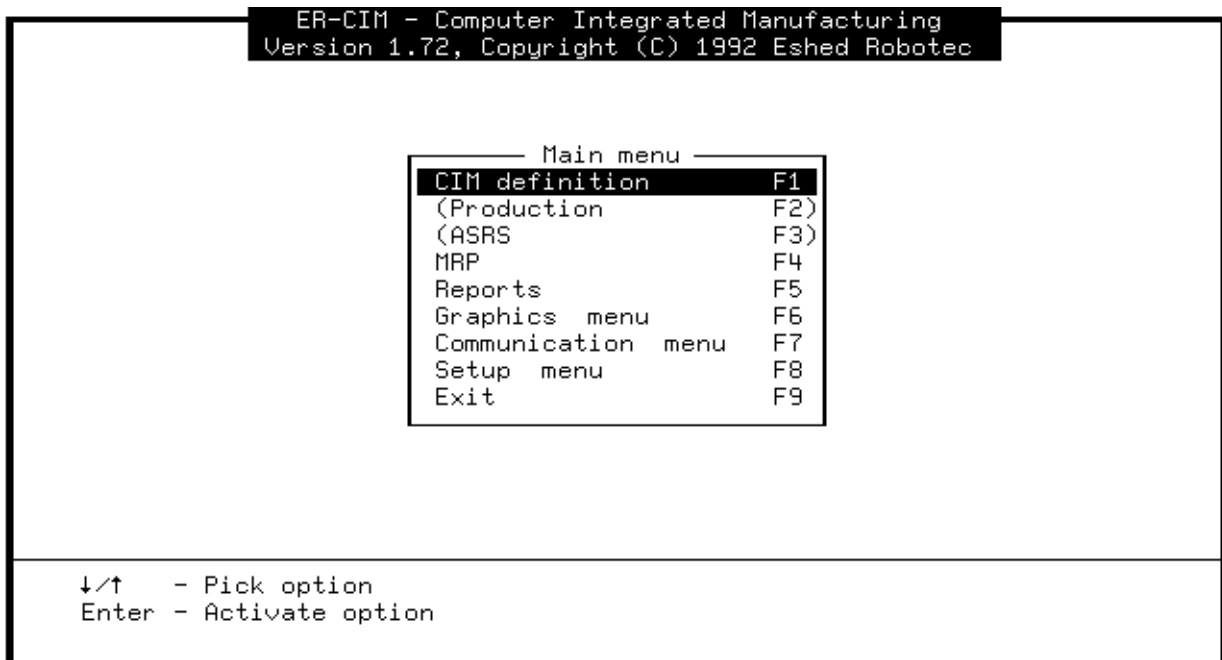 ER-CIM - Computer Integrated Manufacturing
Version 1.72, Copyright (C) 1992 Eshed Robotec
Main menu
CIM definition F1
(Production F2)
(ASRS F3)
MRP F4
Reports F5
Graphics menu F6
Communication menu F7
Setup menu F8
Exit F9
↓/↑ - Pick option
Enter - Activate option